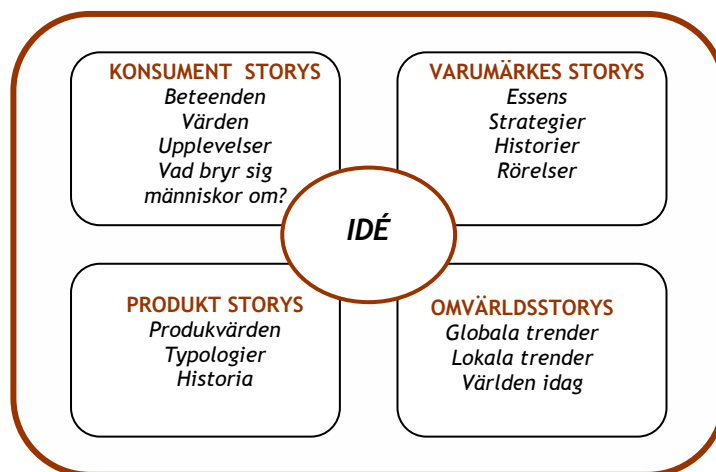 KONSUMENT STORYS
Beteenden
Värden
Upplevelser
Vad bryr sig
människor om?
VARUMÄRKES STORYS
Essens
Strategier
Historier
Rörelser
IDÉ
PRODUKT STORYS
Produkvärden
Typologier
Historia
OMVÄRLDSSTORYS
Globala trender
Lokala trender
Världen idag